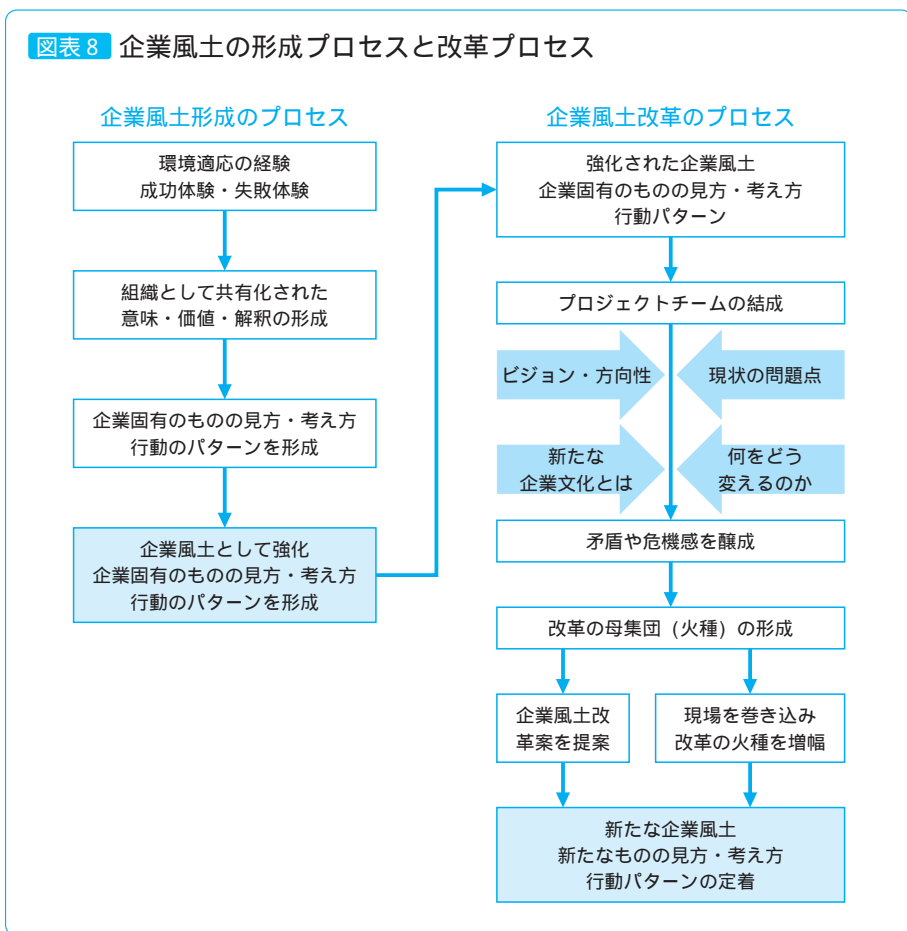 図表8 企業風土の形成プロセスと改革プロセス
企業風土形成のプロセス
環境適応の経験
成功体験・失敗体験
組織として共有化された
意味・価値・解釈の形成
企業固有のものの見方・考え方
行動のパターンを形成
企業風土として強化
企業固有のものの見方・考え方
行動のパターンを形成
企業風土改革のプロセス
強化された企業風土
企業固有のものの見方・考え方
行動パターン
プロジェクトチームの結成
ビジョン・方向性
現状の問題点
新たな
企業文化とは
何をどう
変えるのか
矛盾や危機感を醸成
改革の母集団（火種）の形成
企業風土改
革案を提案
現場を巻き込み
改革の火種を増幅
新たな企業風土
新たなものの見方・考え方
行動パターンの定着